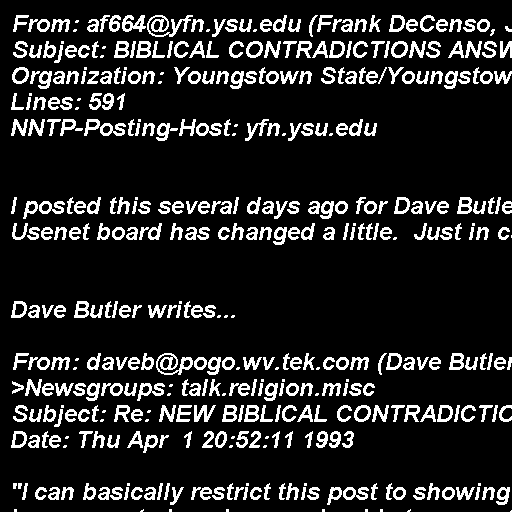 From: af664@yfn.ysu.edu (Frank DeCenso, J
Subject: BIBLICAL CONTRADICTIONS ANSW
Organization: Youngstown State/Youngstow
Lines: 591
NNTP-Posting-Host: yfn.ysu.edu
I posted this several days ago for Dave Butle
Usenet board has changed a little.  Just in c
Dave Butler writes...
From: daveb@pogo.wv.tek.com (Dave Butler
>Newsgroups: talk.religion.misc
Subject: Re: NEW BIBLICAL CONTRADICTIO
Date: Thu Apr  1 20:52:11 1993
"I can basically restrict this post to showing